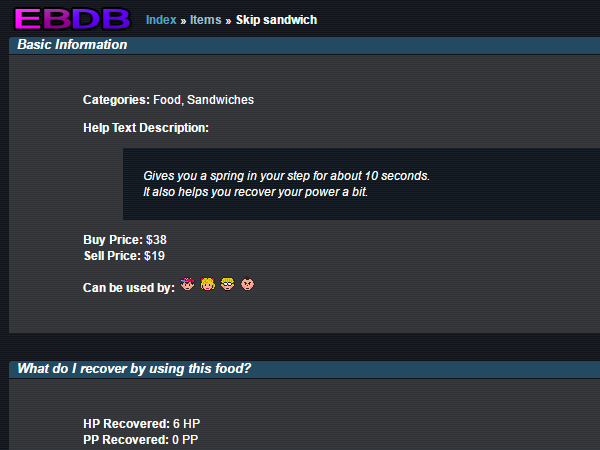 EBDB Index » Items » Skip sandwich
Basic Information
Categories: Food, Sandwiches
Help Text Description:
Gives you a spring in your step for about 10 seconds.
It also helps you recover your power a bit.
Buy Price: $38
Sell Price: $19
Can be used by:
What do I recover by using this food?
HP Recovered: 6 HP
PP Recovered: 0 PP